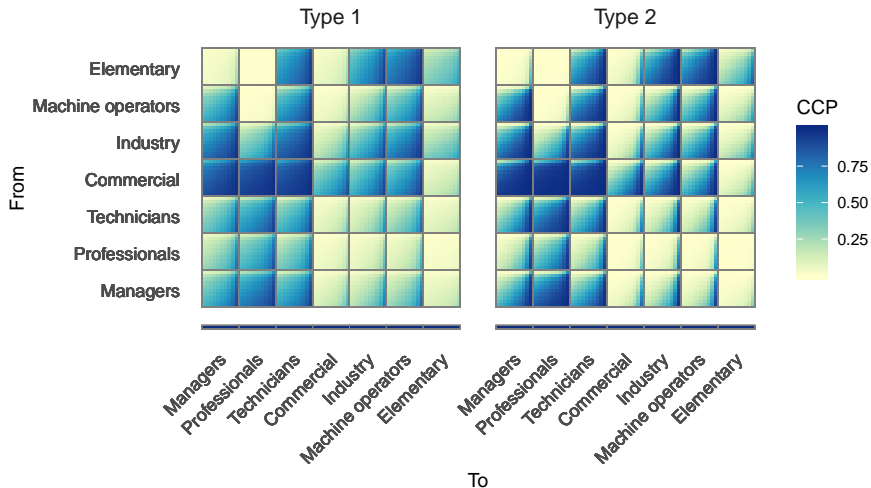 Type 1
Type 2
Elementary
Machine operators
Industry
Commercial
Technicians
Professionals
Managers
From
CCP
0.75
0.50
0.25
Managers
Professionals
Technicians
Commercial
Industry
Machine operators
Elementary
Managers
Professionals
Technicians
Commercial
Industry
Machine operators
Elementary
To